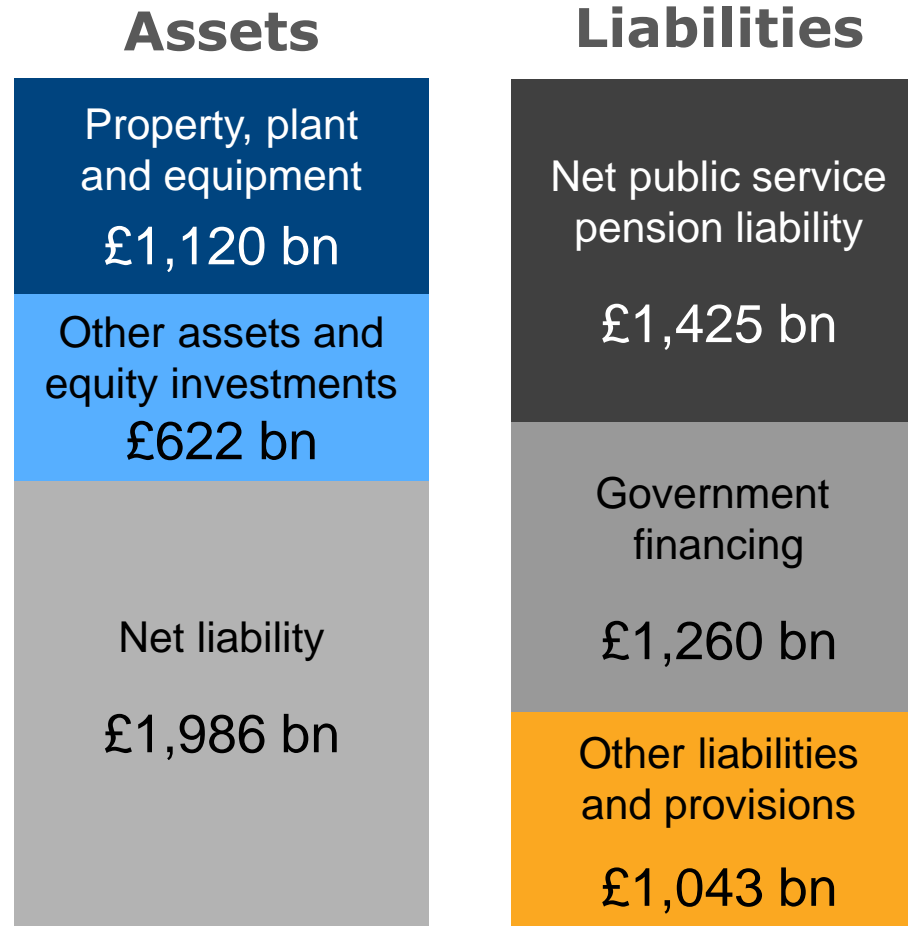 Assets
Property, plant
and equipment
£1,120 bn
Other assets and
equity investments
£622 bn
Net liability
£1,986 bn
Liabilities
Net public service
pension liability
£1,425 bn
Government
financing
£1,260 bn
Other liabilities
and provisions
£1,043 bn